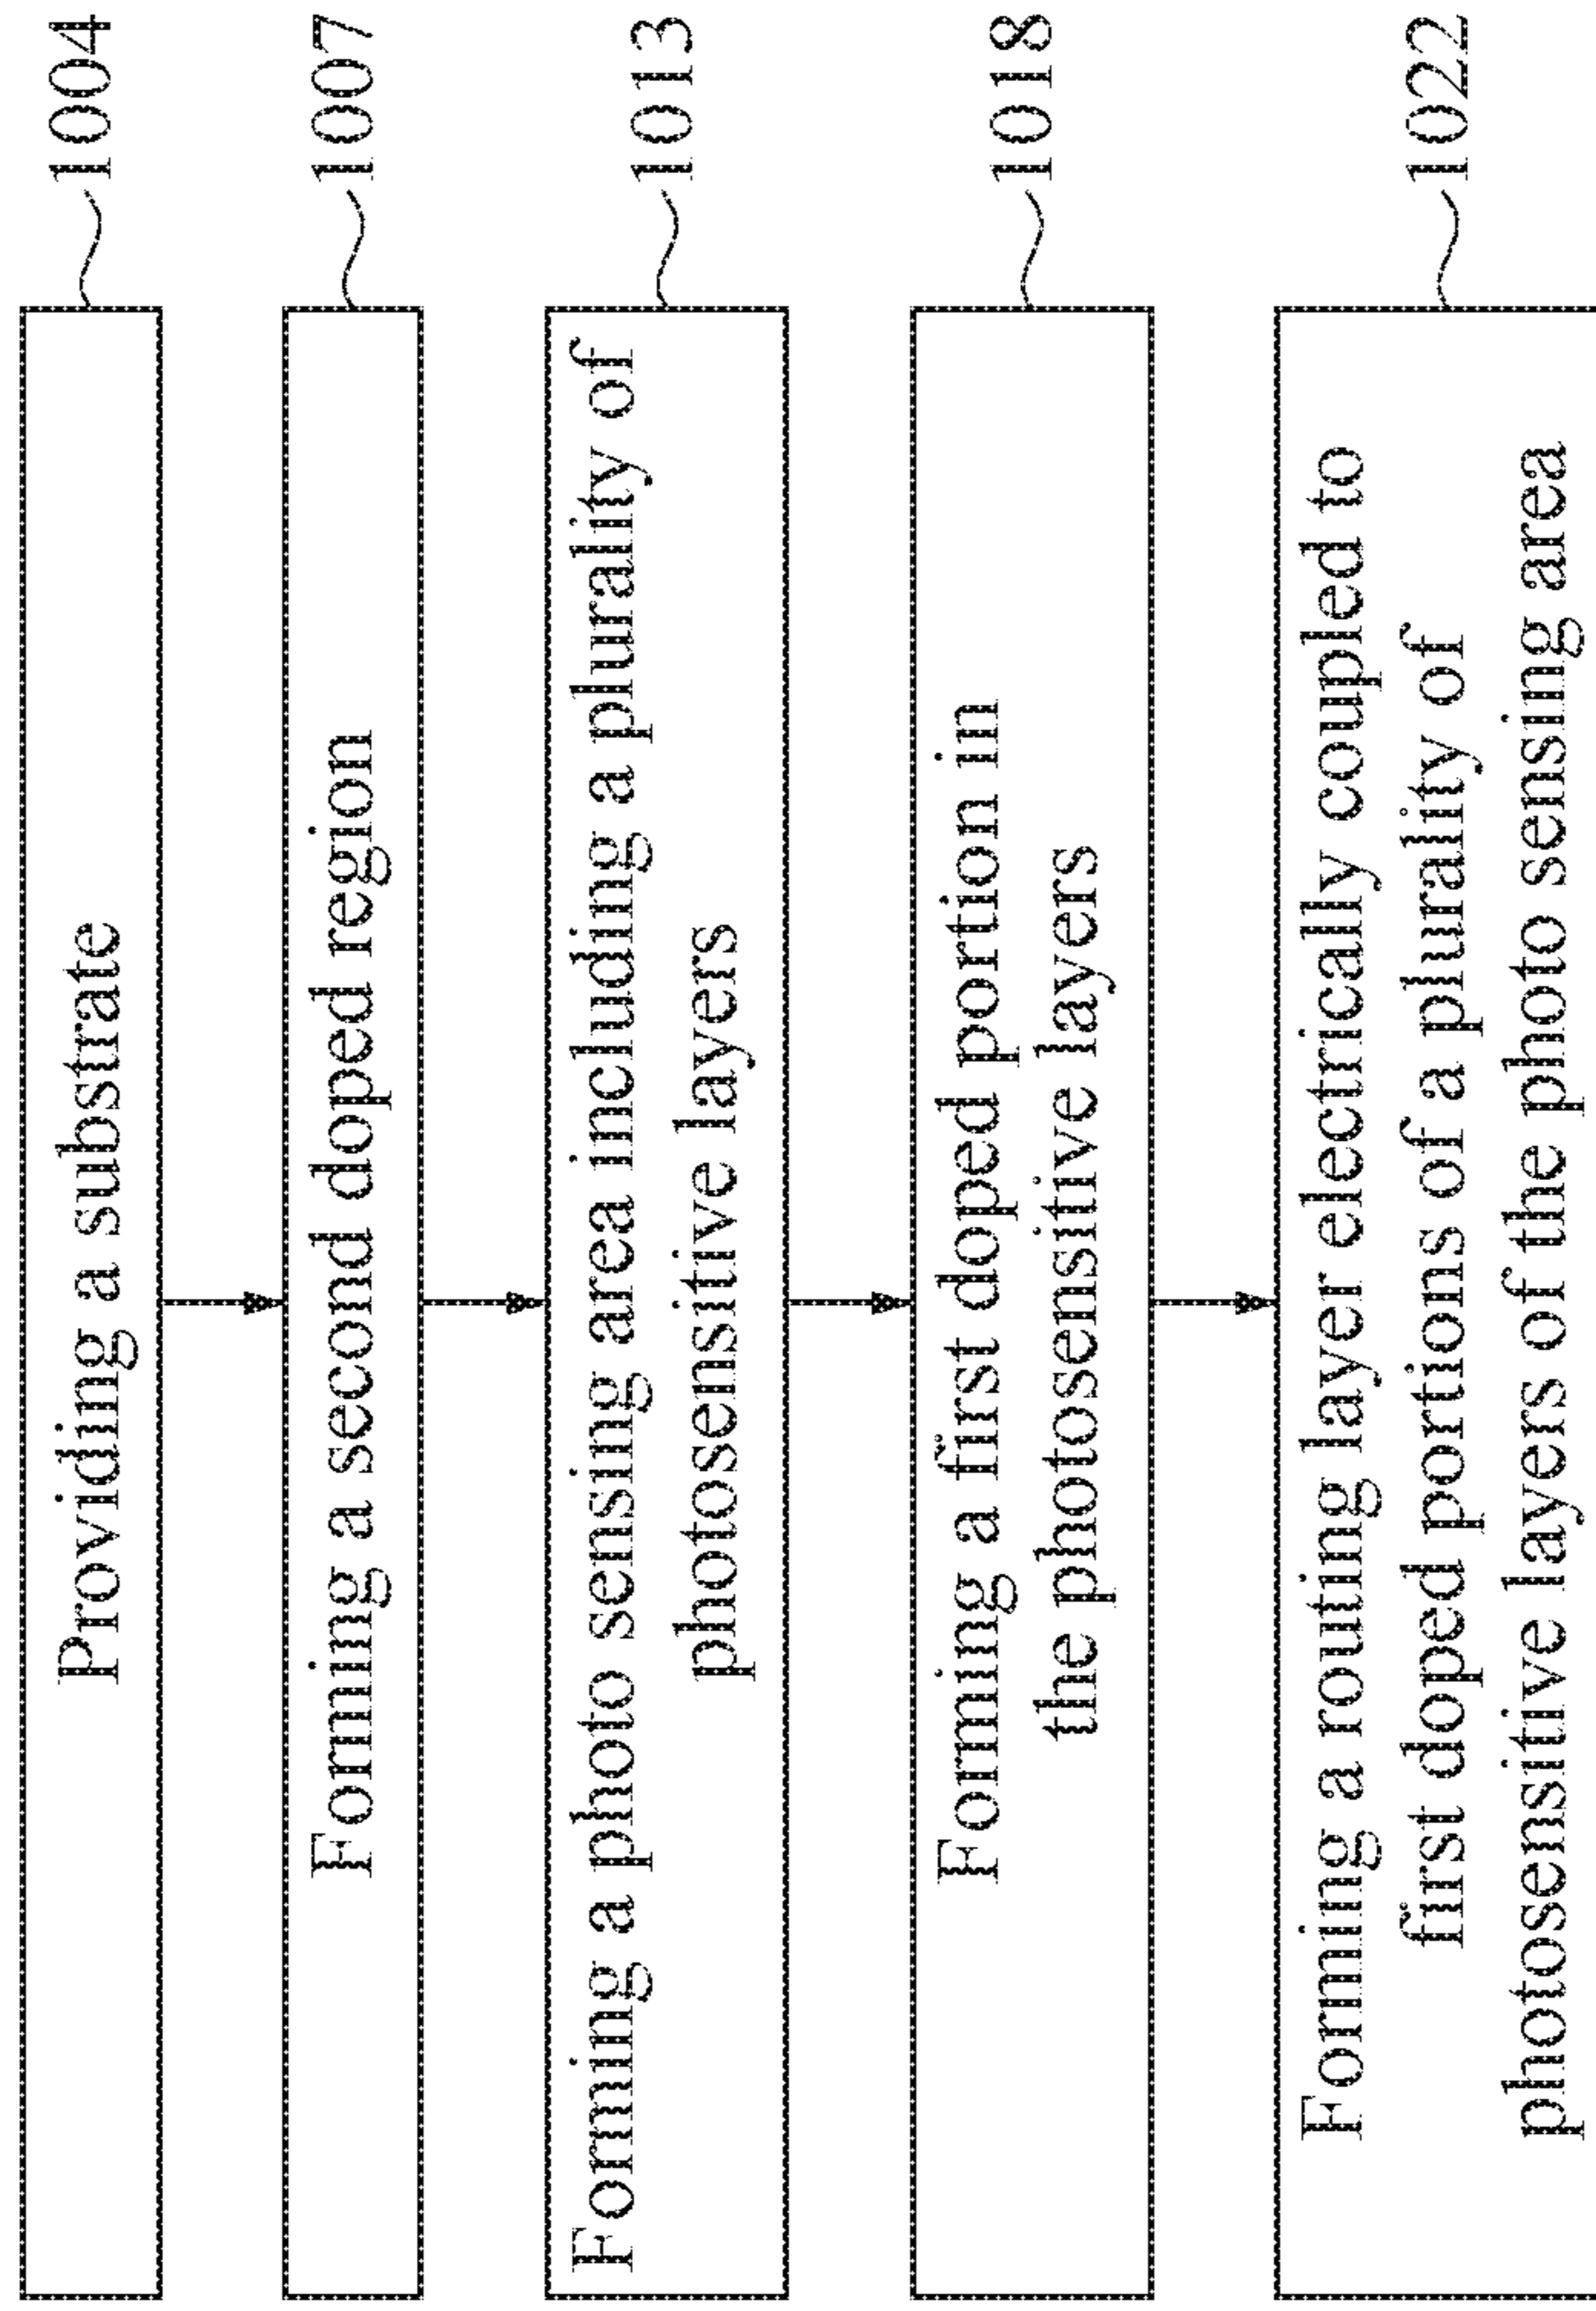 Providing a substrate
1004
Forming a second doped region
1007
Forming a photo sensing area including a plurality of
photosensitive layers
1013
Forming a first doped portion in
the photosensitive layers
1018
Forming a routing layer electrically coupled to
first doped portions of a plurality of
photosensitive layers of the photo sensing area
1022